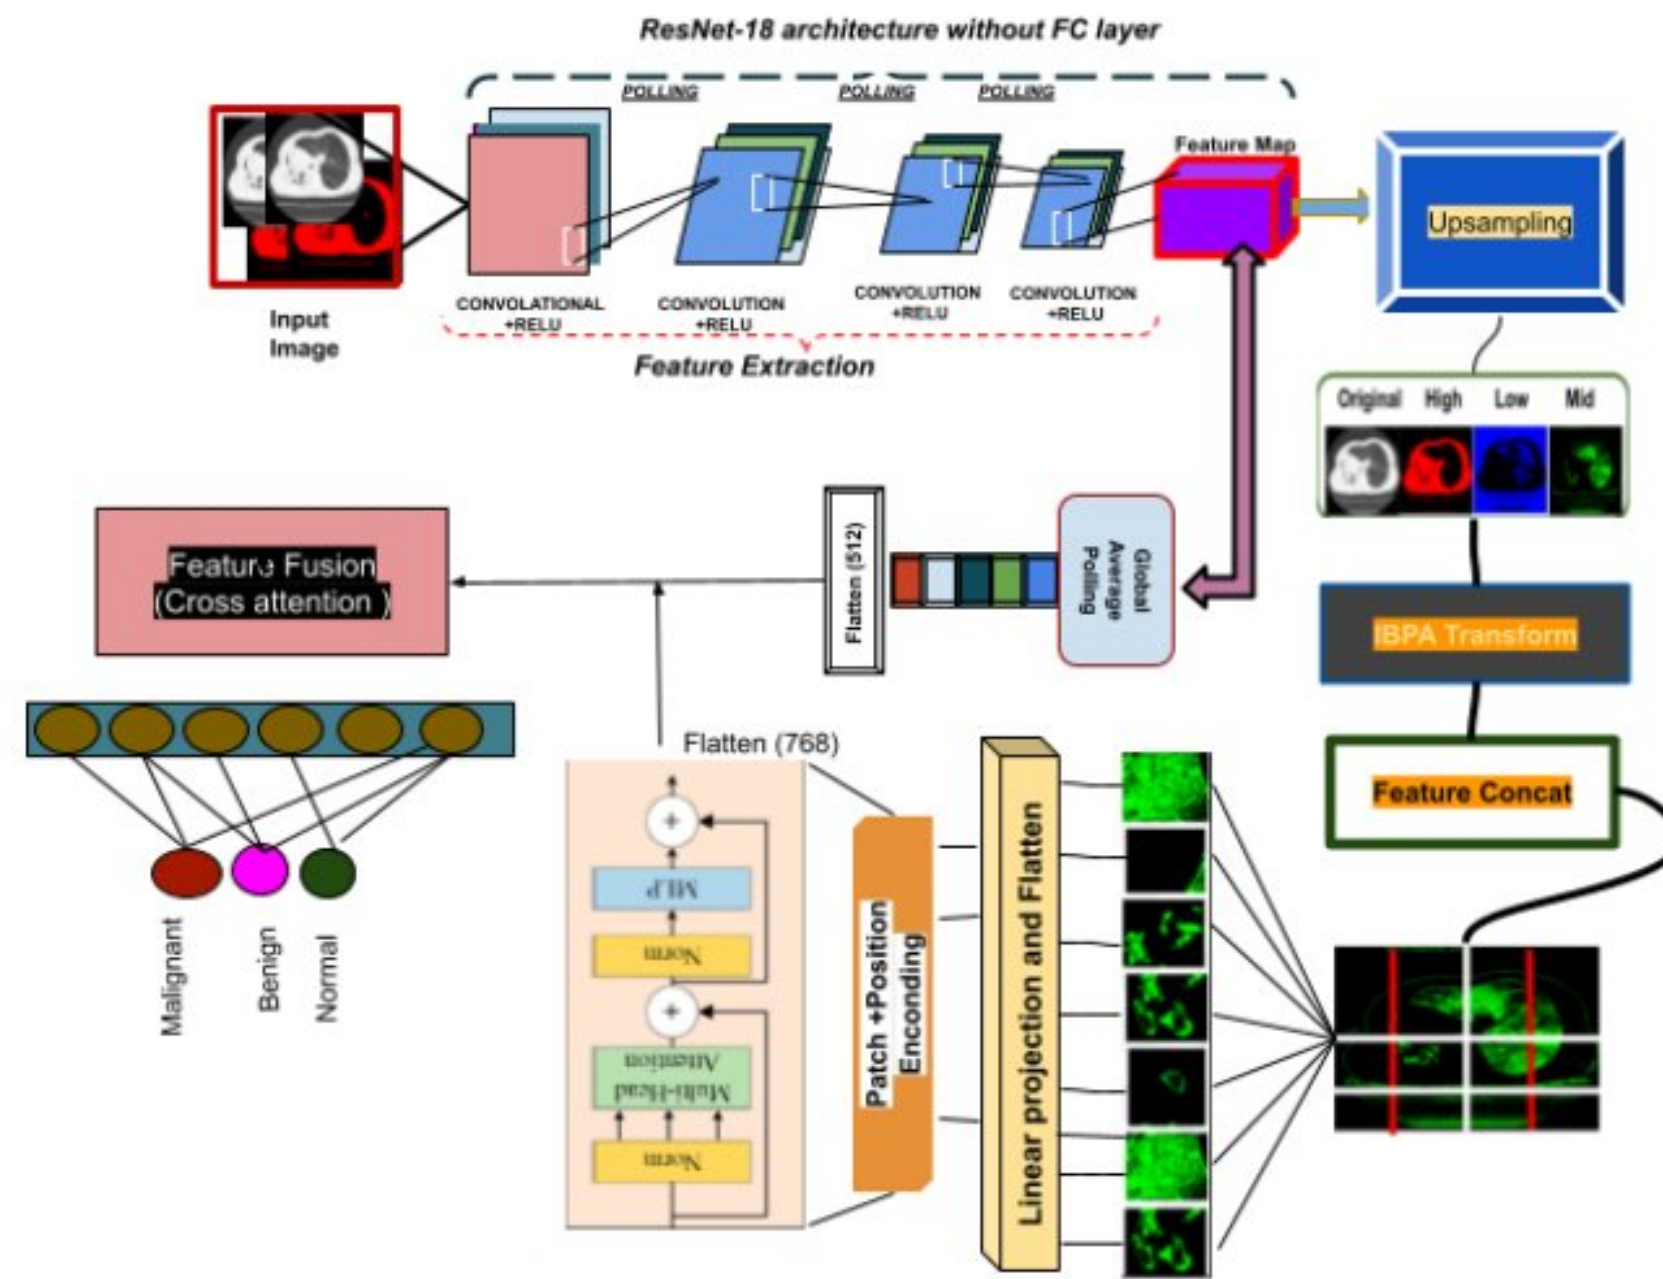 ResNet-18 architecture without FC layer
POLLING
POLLING
POLLING
Feature Map
Upsampling
CONVOLATIONAL
+RELU
CONVOLUTION
+RELU
CONVOLUTION
+RELU
CONVOLUTION
+RELU
Input
Image
Feature Extraction
Original High Low Mid
Global
Average
Polling
Flatten (512)
Feature Fusion
(Cross attention )
IBPA Transform
Feature Concat
Flatten (768)
+
MLP
Norm
+
Multi-Head
Attention
Norm
Patch +Position
Enconding
Linear projection and Flatten
Malignant
Benign
Normal